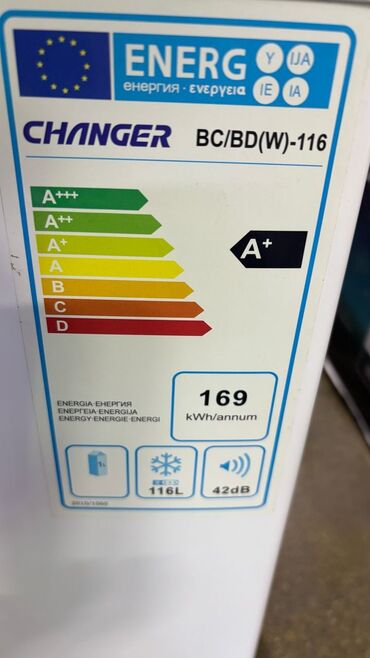 ENERG Y IJA
енергия · ενεργεια IE IA
CHANGER BC/BD(W)-116
A+++
A++
A+ A+
A
B
C
D
ENERGIA·ЕНЕРГИЯ
ΕΝΕΡΓΕΙΑ·ENERGIJA
ENERGY·ENERGIE·ENERGI
169
kWh/annum
1L
116L
42dB
2010/1060